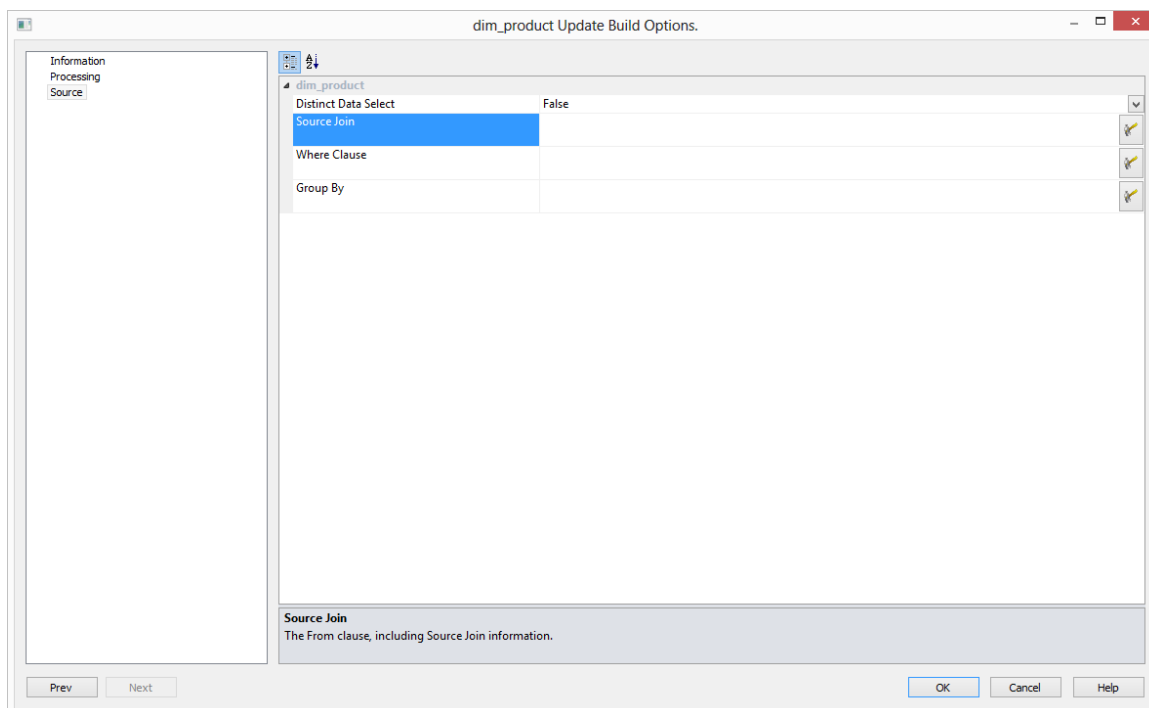 dim_product Update Build Options.
Information
Processing
Source
dim_product
Distinct Data Select False
Source Join
Where Clause
Group By
Source Join
The From clause, including Source Join information.
Prev Next OK Cancel Help